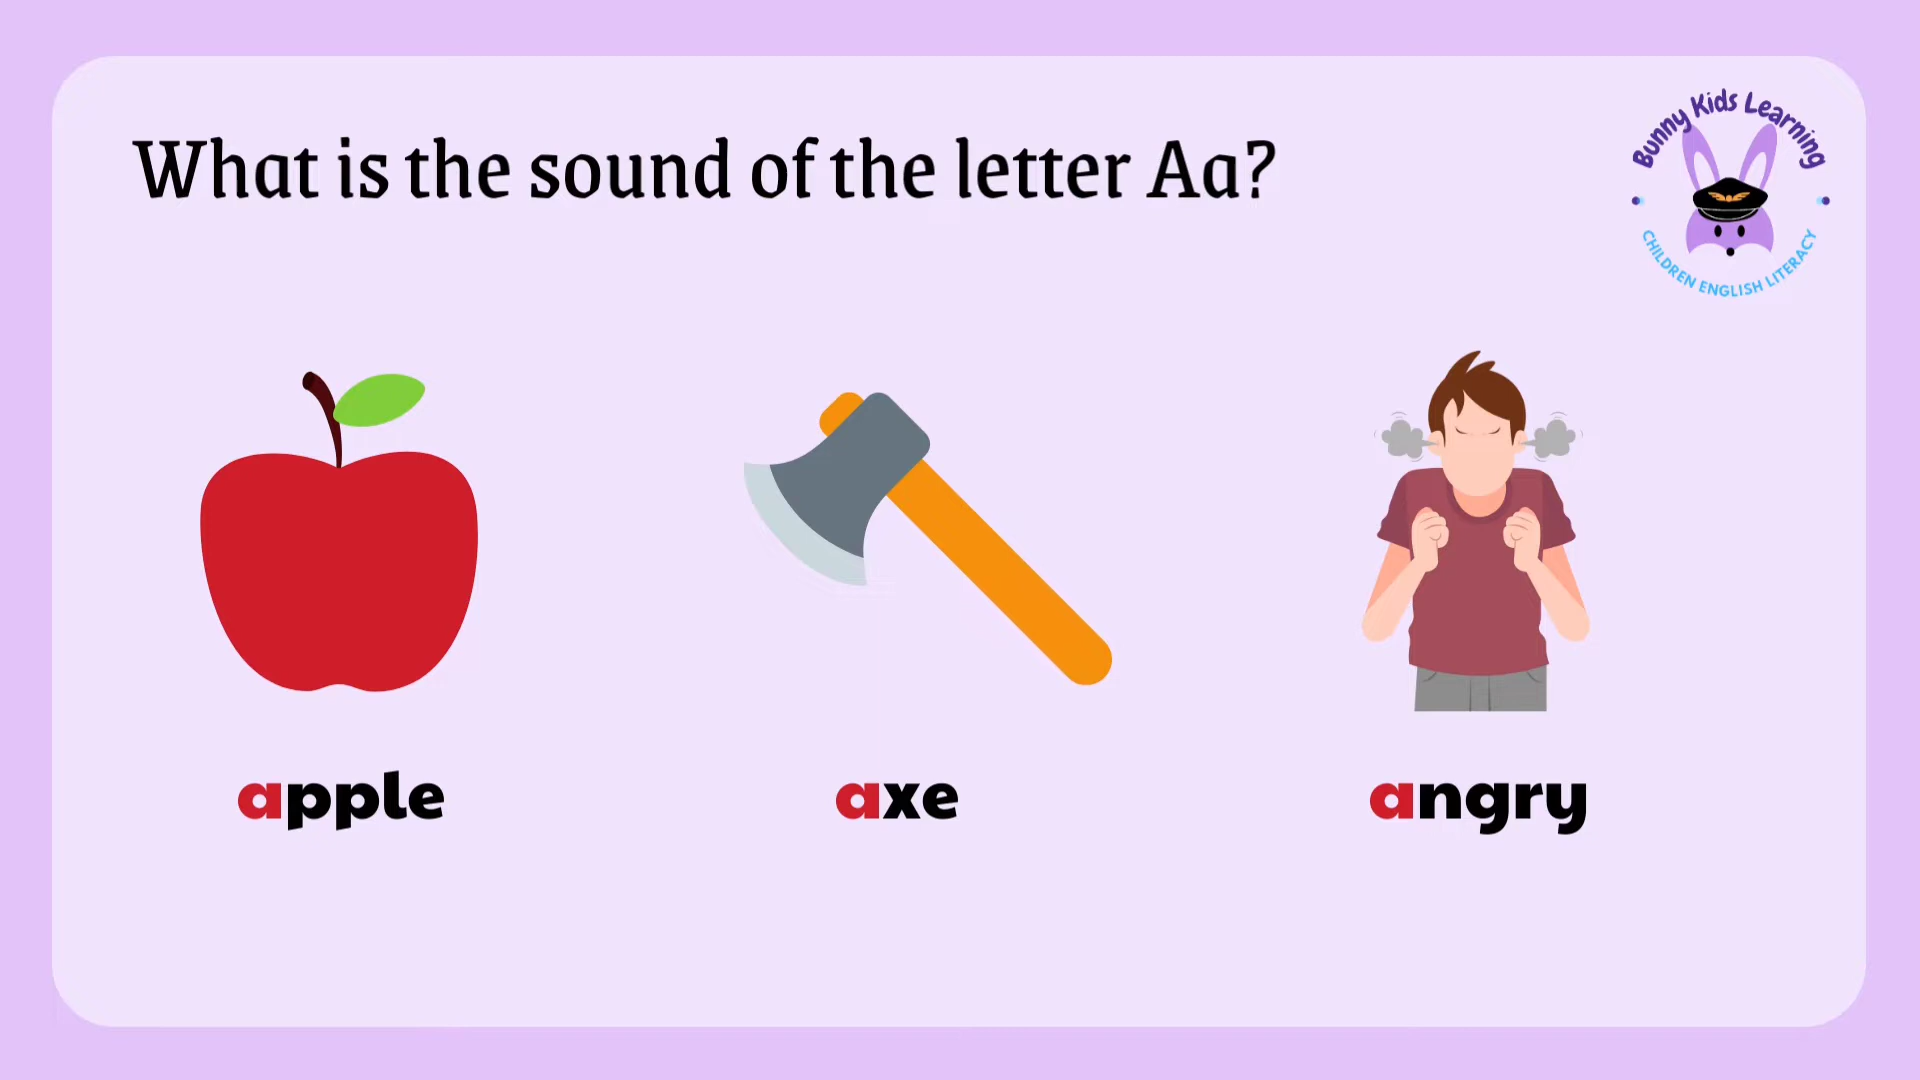 What is the sound of the letter Aa?
Bunny Kids Learning
CHILDREN ENGLISH LITERACY
apple
axe
angry